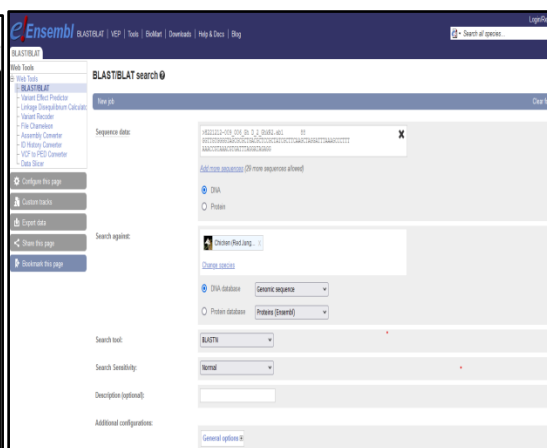 e!Ensembl BLAST/BLAT | VEP | Tools | BioMart | Downloads | Help & Docs | Blog
Login/Re
Search all species...
BLAST/BLAT
Web Tools
Web Tools
BLAST/BLAT
Variant Effect Predictor
Linkage Disequilibrium Calculato
Variant Recoder
File Chameleon
Assembly Converter
ID History Converter
VCF to PED Converter
Data Slicer
Configure this page
Custom tracks
Export data
Share this page
Bookmark this page
BLAST/BLAT search
New job
Clear f
Sequence data:
Add more sequences (29 more sequences allowed)
DNA
Protein
Search against:
Chicken (Red Jung... x
Change species
DNA database Genomic sequence
Protein database Proteins (Ensembl)
Search tool: BLASTN
Search Sensitivity: Normal
Description (optional):
Additional configurations:
General options